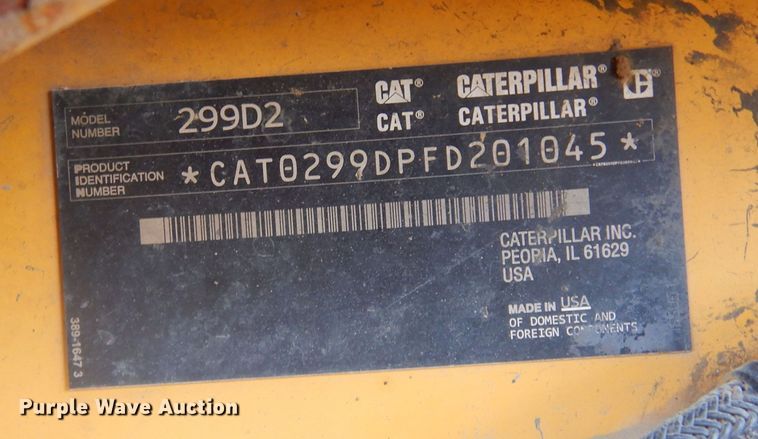 MODEL
NUMBER
299D2
CAT®
CATERPILLAR®
CAT®
CATERPILLAR®
PRODUCT
IDENTIFICATION
NUMBER
*CAT0299DPFD201045*
CATERPILLAR INC.
PEORIA, IL 61629
USA
MADE IN USA
OF DOMESTIC AND
FOREIGN COMPONENTS
389-1647 3
Purple Wave Auction